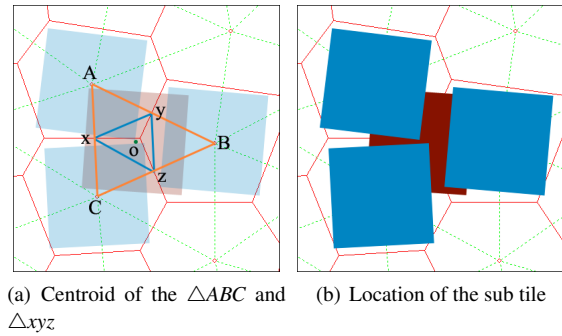 A
y
x
o
B
z
C
(a) Centroid of the △ABC and
△xyz
(b) Location of the sub tile